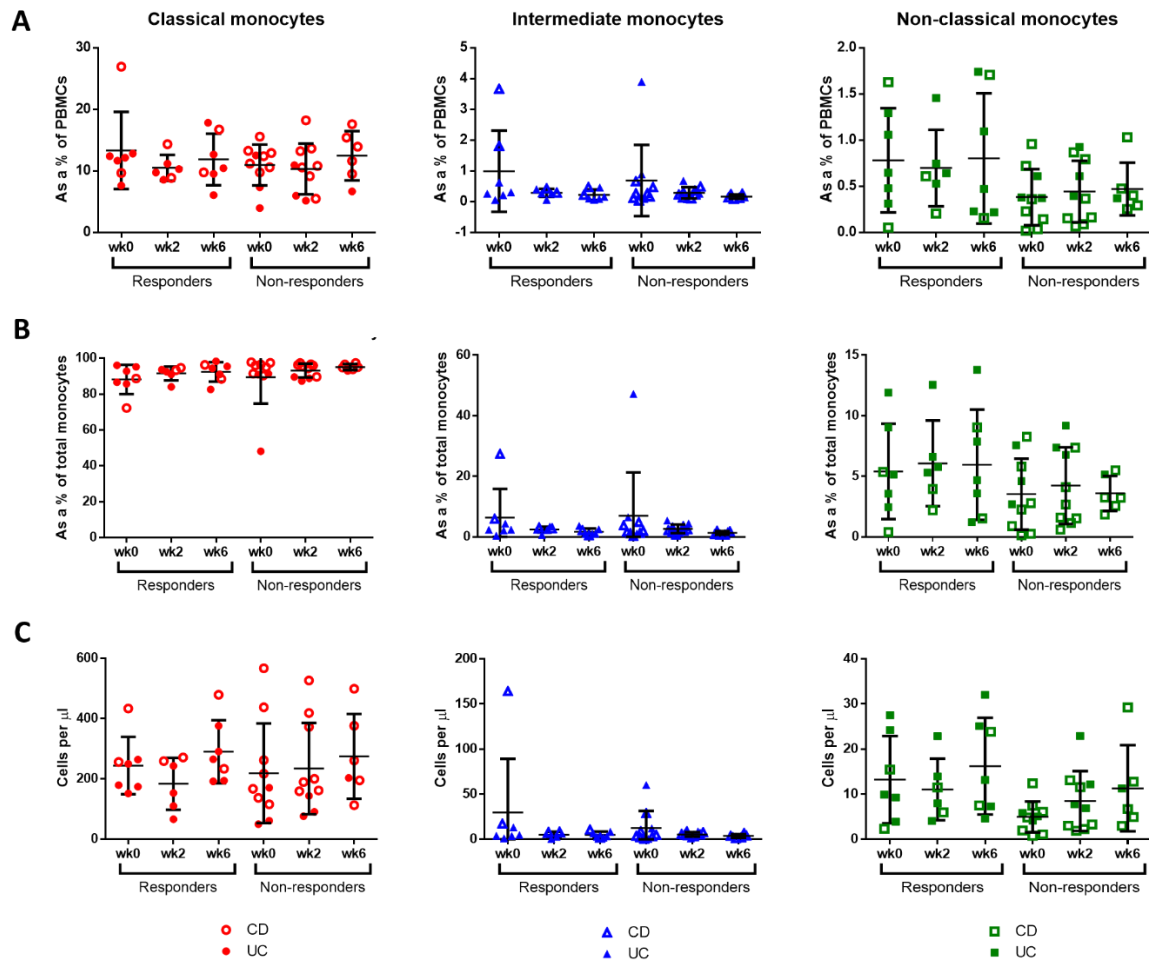 A
Classical monocytes
Intermediate monocytes
Non-classical monocytes
As a % of PBMCs
30
20
10
0
wk0 wk2 wk6 wk0 wk2 wk6
Responders Non-responders
As a % of PBMCs
5
4
3
2
1
0
-1
wk0 wk2 wk6 wk0 wk2 wk6
Responders Non-responders
As a % of PBMCs
2.0
1.5
1.0
0.5
0.0
wk0 wk2 wk6 wk0 wk2 wk6
Responders Non-responders
B
As a % of total monocytes
100
80
60
40
20
0
wk0 wk2 wk6 wk0 wk2 wk6
Responders Non-responders
As a % of total monocytes
60
40
20
0
wk0 wk2 wk6 wk0 wk2 wk6
Responders Non-responders
As a % of total monocytes
15
10
5
0
wk0 wk2 wk6 wk0 wk2 wk6
Responders Non-responders
C
Cells per µl
600
400
200
0
wk0 wk2 wk6 wk0 wk2 wk6
Responders Non-responders
Cells per µl
200
150
100
50
0
wk0 wk2 wk6 wk0 wk2 wk6
Responders Non-responders
Cells per µl
40
30
20
10
0
wk0 wk2 wk6 wk0 wk2 wk6
Responders Non-responders
CD
UC
CD
UC
CD
UC